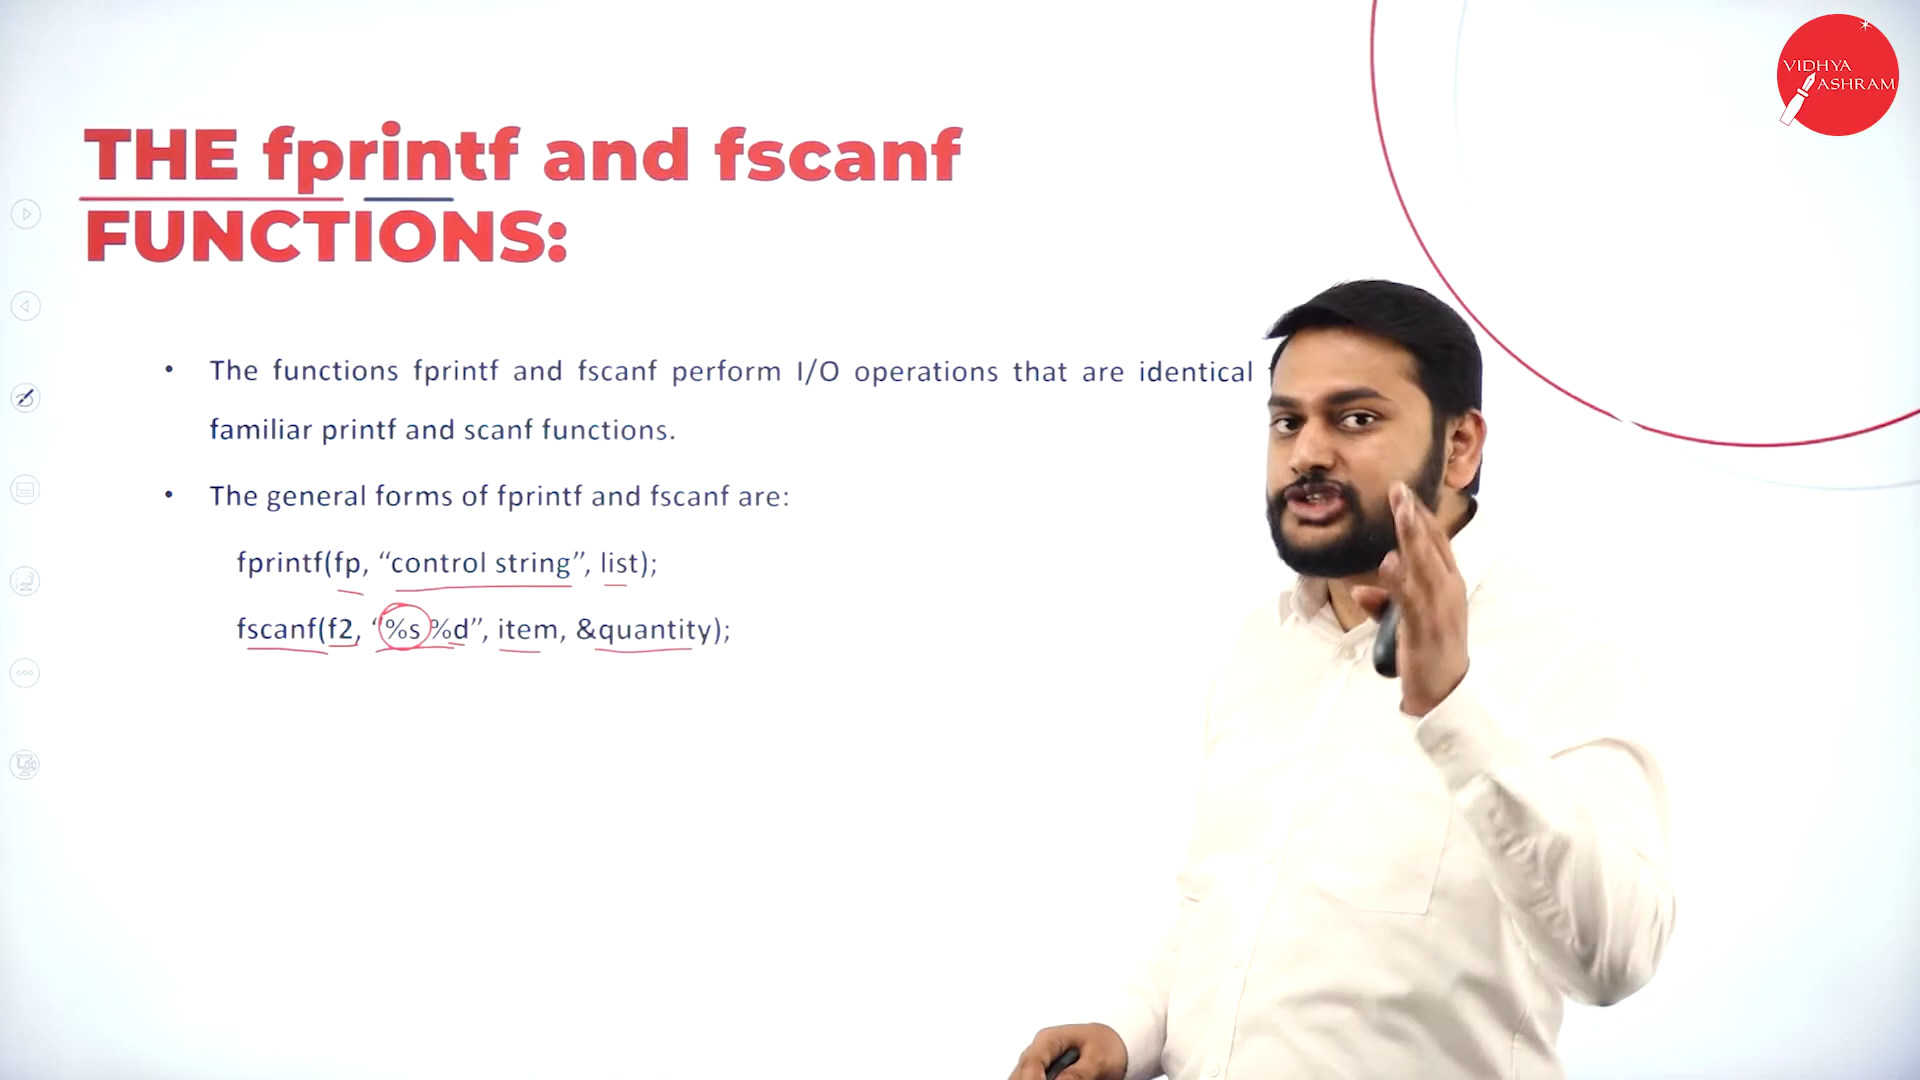 VIDHYA
ASHRAM
THE fprintf and fscanf
FUNCTIONS:
• The functions fprintf and fscanf perform I/O operations that are identical
familiar printf and scanf functions.
• The general forms of fprintf and fscanf are:
fprintf(fp, “control string”, list);
fscanf(f2, “%s %d”, item, &quantity);